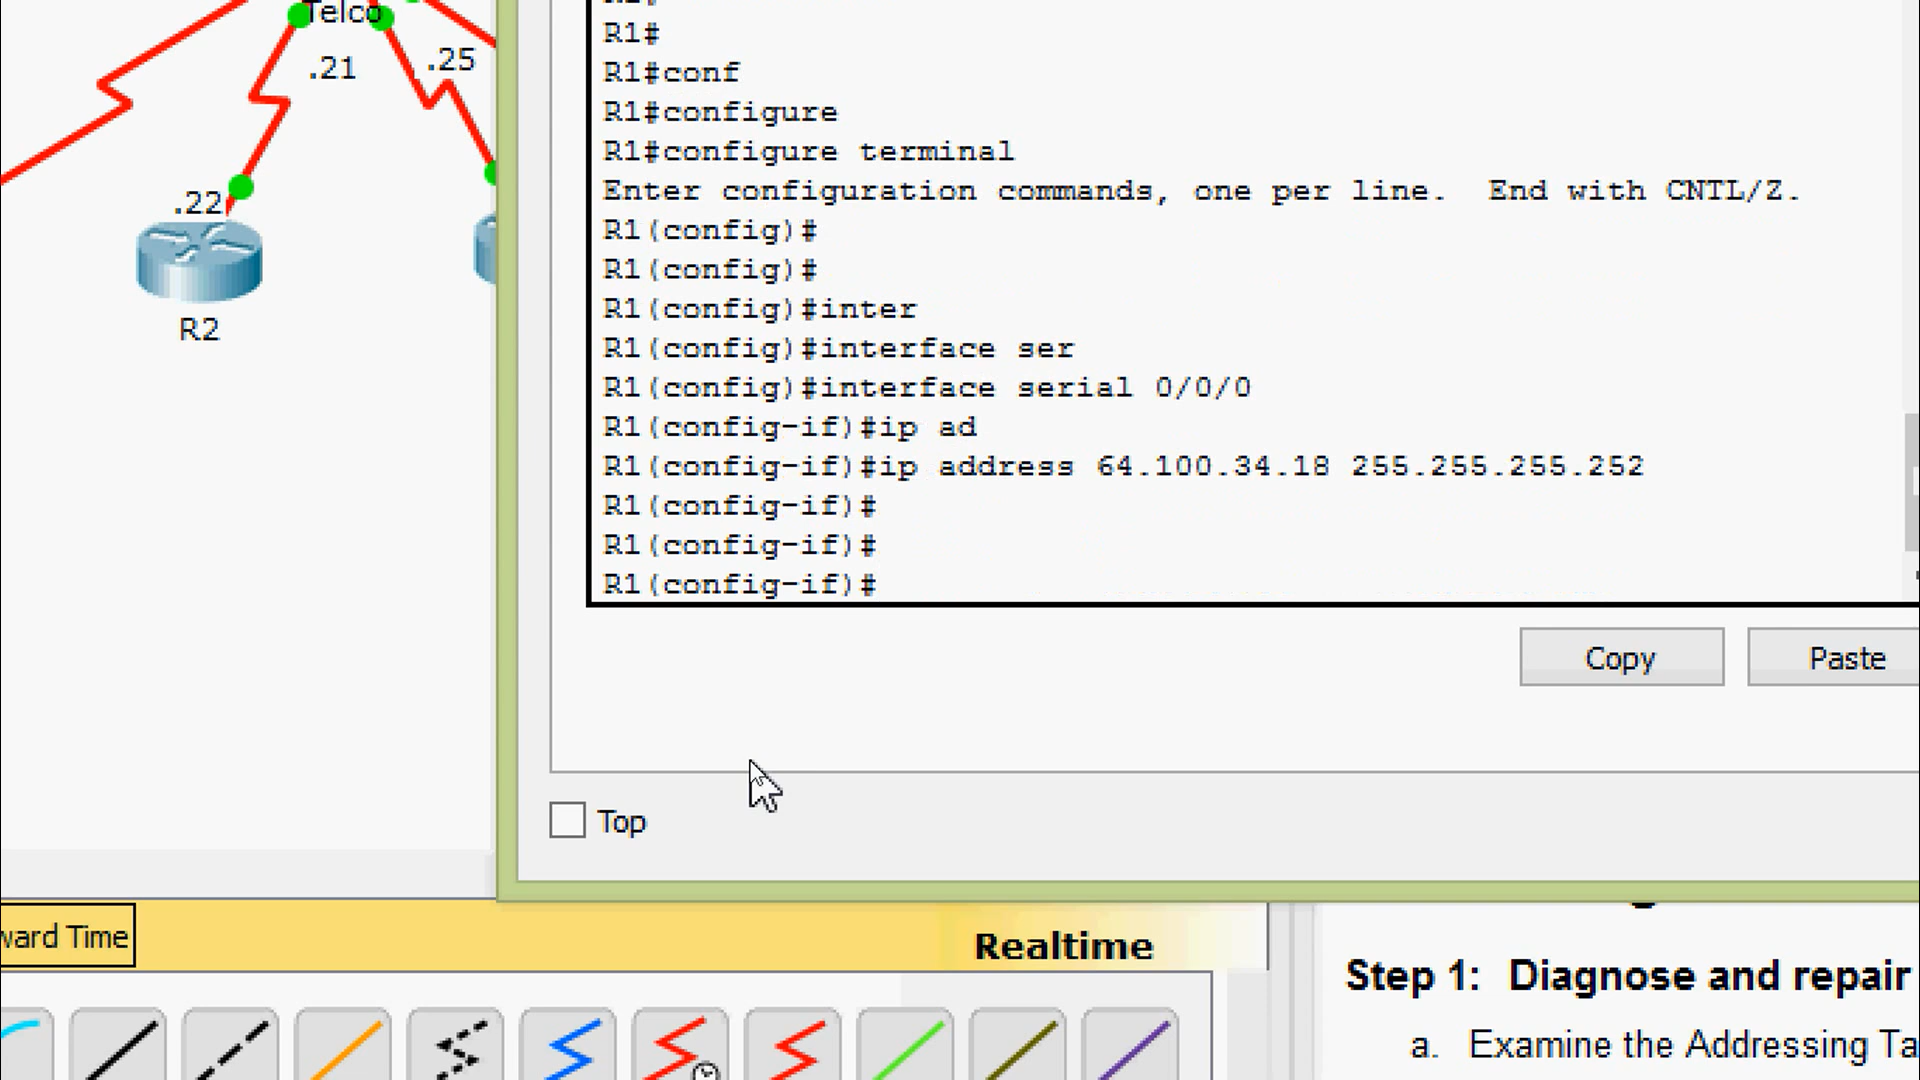 Telco
.21
.25
.22
R2
R1#
R1#conf
R1#configure
R1#configure terminal
Enter configuration commands, one per line.  End with CNTL/Z.
R1(config)#
R1(config)#
R1(config)#inter
R1(config)#interface ser
R1(config)#interface serial 0/0/0
R1(config-if)#ip ad
R1(config-if)#ip address 64.100.34.18 255.255.255.252
R1(config-if)#
R1(config-if)#
R1(config-if)#
Copy
Paste
Top
ward Time
Realtime
Step 1: Diagnose and repair
a. Examine the Addressing Ta